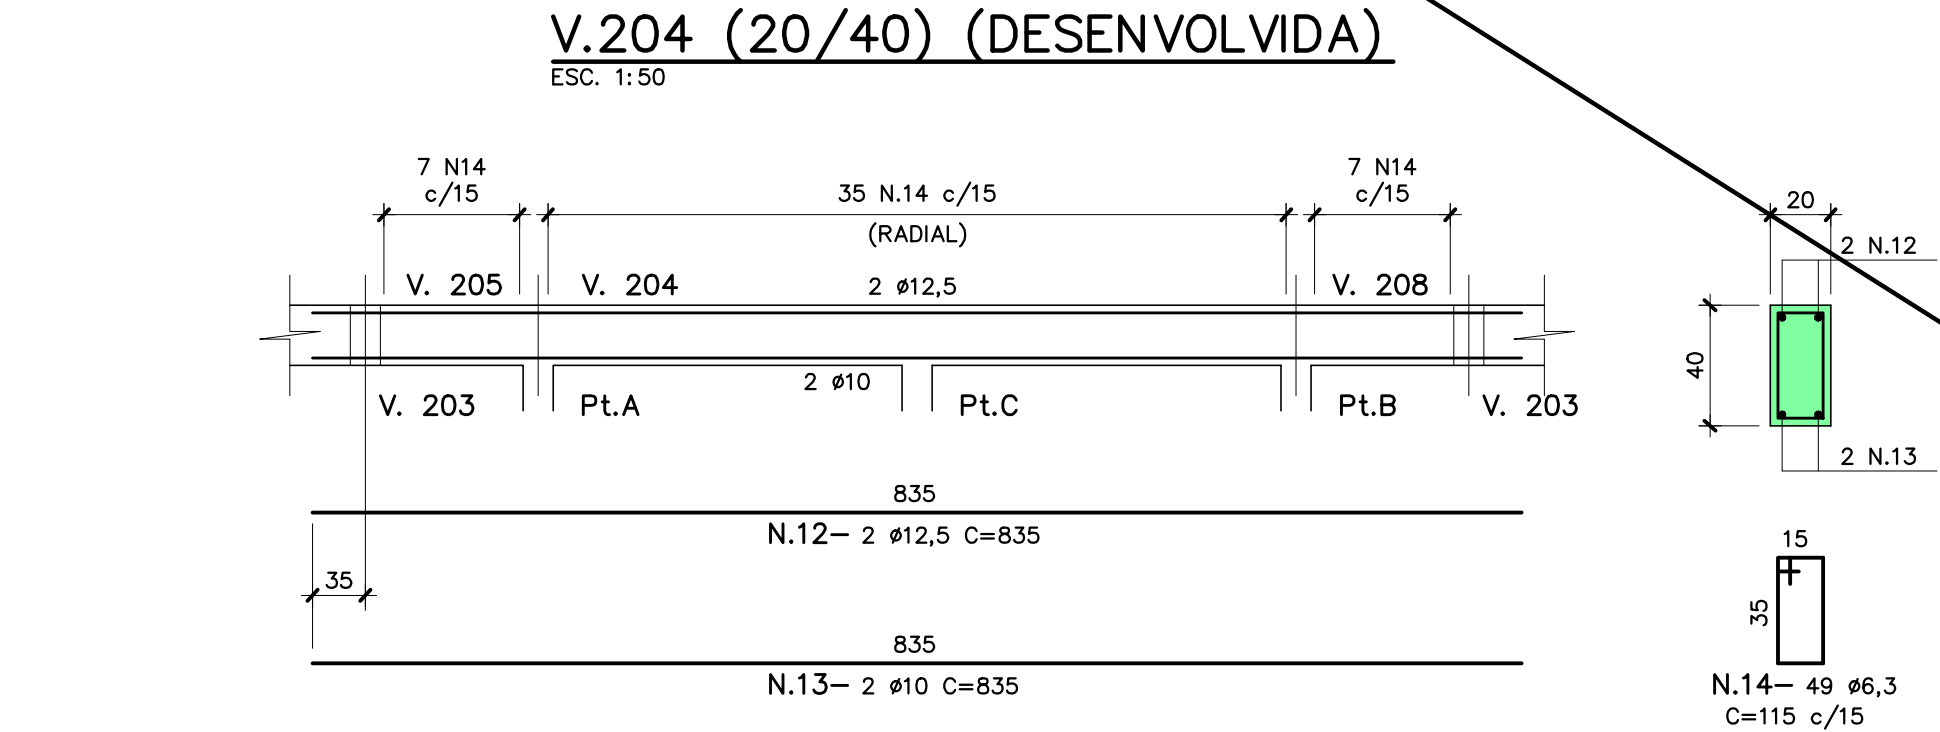 V.204 (20/40) (DESENVOLVIDA)
ESC. 1:50
7 N14
c/15
35 N.14 c/15
(RADIAL)
7 N14
c/15
20
2 N.12
V. 205
V. 204
2 ø12,5
V. 208
40
2 ø10
V. 203
Pt.A
Pt.C
Pt.B
V. 203
2 N.13
835
N.12– 2 ø12,5 C=835
35
835
N.13– 2 ø10 C=835
15
35
N.14– 49 ø6,3
C=115 c/15